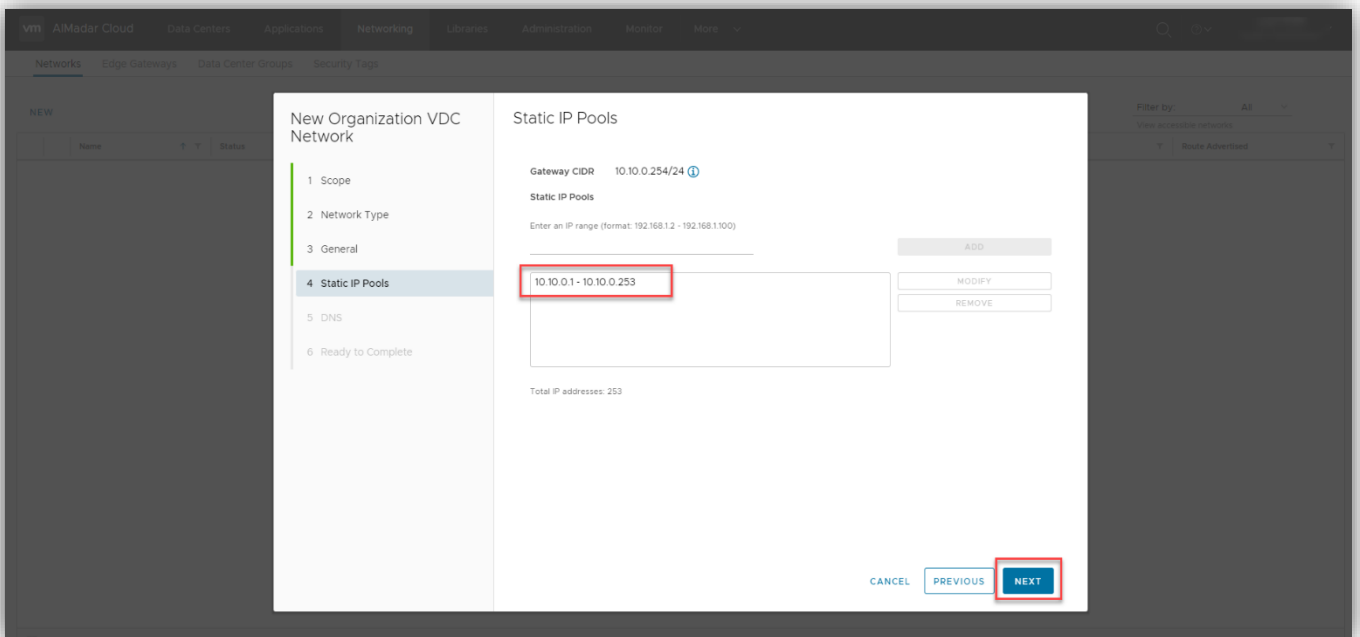 vm AlMadar Cloud Data Centers Applications Networking Libraries Administration Monitor More
Networks Edge Gateways Data Center Groups Security Tags
NEW
Filter by: All
View accessible networks
Name Status Route Advertised
New Organization VDC
Network
1 Scope
2 Network Type
3 General
4 Static IP Pools
5 DNS
6 Ready to Complete
Static IP Pools
Gateway CIDR 10.10.0.254/24
Static IP Pools
Enter an IP range (format: 192.168.1.2 - 192.168.1.100)
ADD
10.10.0.1 - 10.10.0.253
MODIFY
REMOVE
Total IP addresses: 253
CANCEL PREVIOUS NEXT